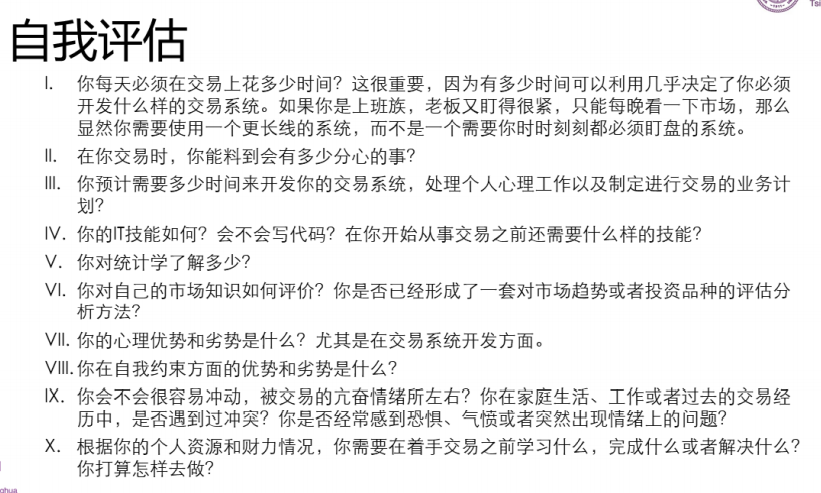 Tsi
自我评估
I. 你每天必须在交易上花多少时间？这很重要，因为有多少时间可以利用几乎决定了你必须
开发什么样的交易系统。如果你是上班族，老板又盯得很紧，只能每晚看一下市场，那么
显然你需要使用一个更长线的系统，而不是一个需要你时时刻刻都必须盯盘的系统。
II. 在你交易时，你能料到会有多少分心的事？
III. 你预计需要多少时间来开发你的交易系统，处理个人心理工作以及制定进行交易的业务计
划？
IV. 你的IT技能如何？会不会写代码？在你开始从事交易之前还需要什么样的技能？
V. 你对统计学了解多少？
VI. 你对自己的市场知识如何评价？你是否已经形成了一套对市场趋势或者投资品种的评估分
析方法？
VII. 你的心理优势和劣势是什么？尤其是在交易系统开发方面。
VIII. 你在自我约束方面的优势和劣势是什么？
IX. 你会不会很容易冲动，被交易的亢奋情绪所左右？你在家庭生活、工作或者过去的交易经
历中，是否遇到过冲突？你是否经常感到恐惧、气愤或者突然出现情绪上的问题？
X. 根据你的个人资源和财力情况，你需要在着手交易之前学习什么，完成什么或者解决什么？
你打算怎样去做？
ghua